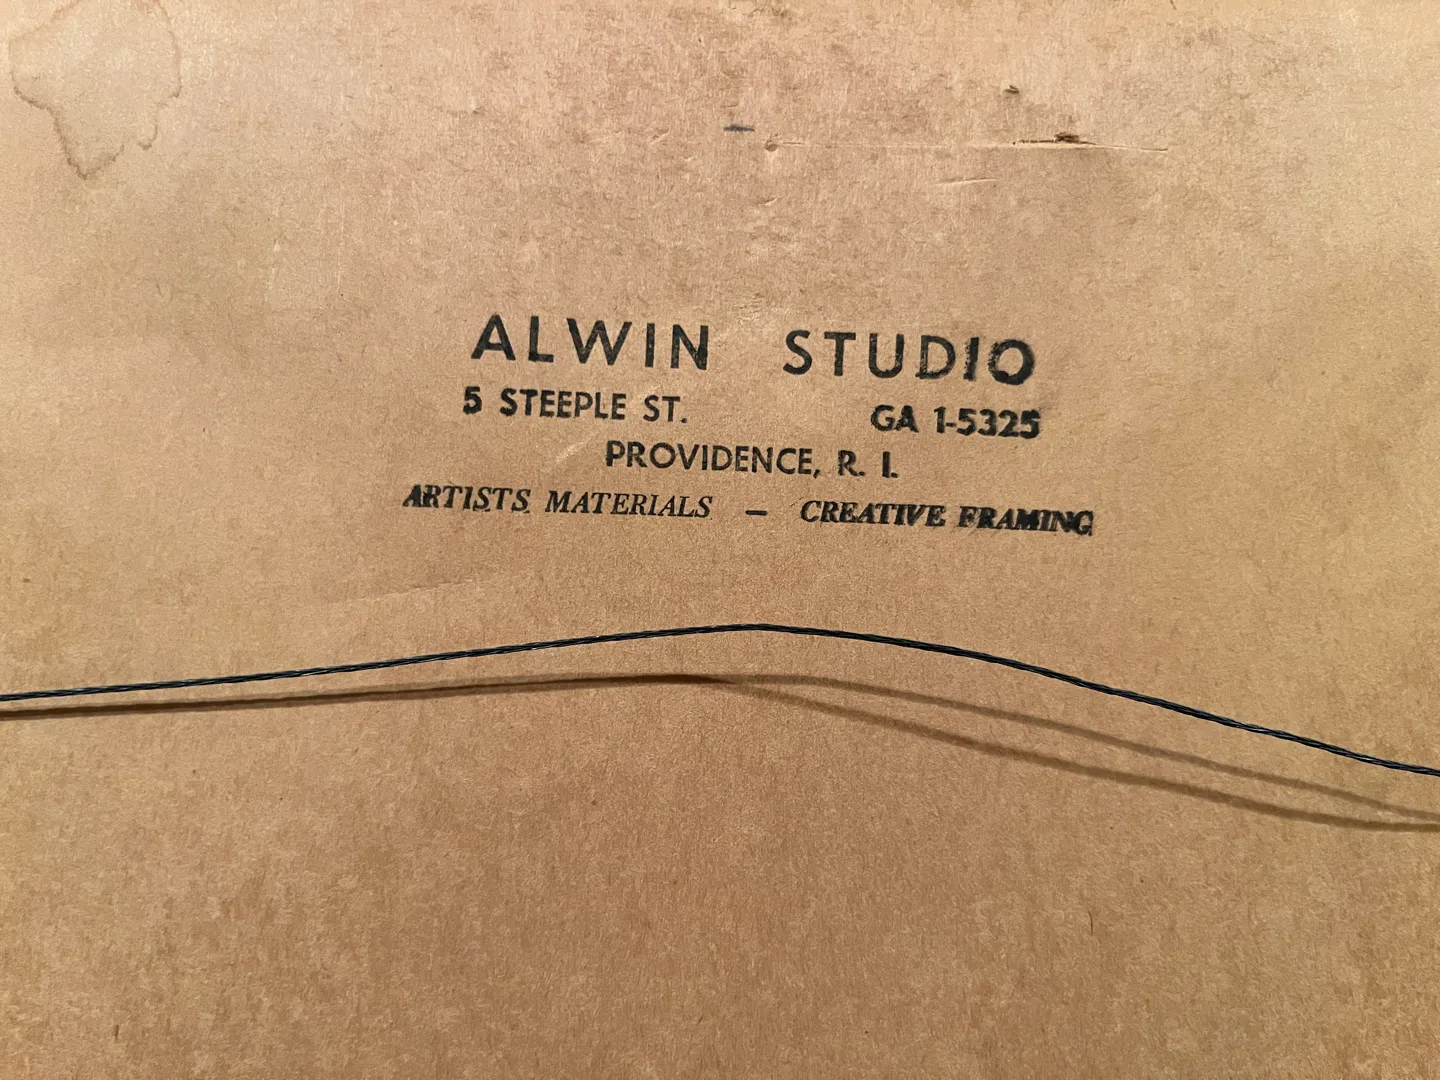 ALWIN STUDIO
5 STEEPLE ST. GA 1-5325
PROVIDENCE, R. I.
ARTISTS MATERIALS – CREATIVE FRAMING